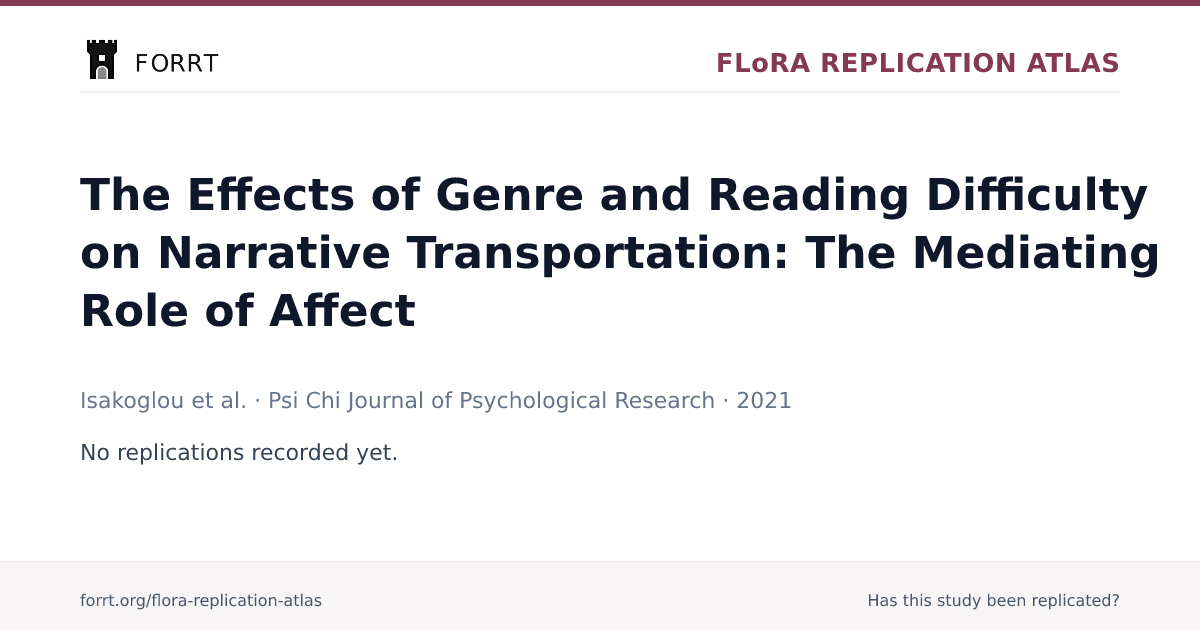 FORRT
FLoRA REPLICATION ATLAS
The Effects of Genre and Reading Difficulty
on Narrative Transportation: The Mediating
Role of Affect
Isakoglou et al. · Psi Chi Journal of Psychological Research · 2021
No replications recorded yet.
forrt.org/flora-replication-atlas
Has this study been replicated?